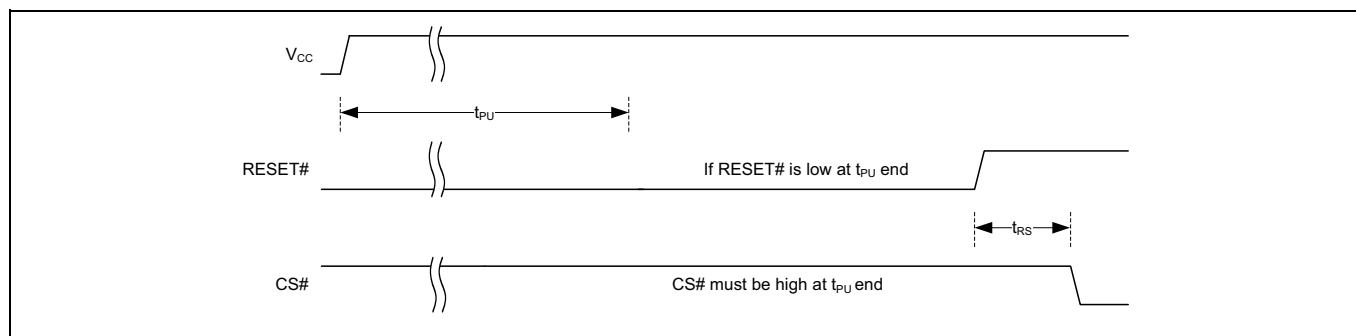 VCC
tPU
RESET#
If RESET# is low at tPU end
tRS
CS#
CS# must be high at tPU end